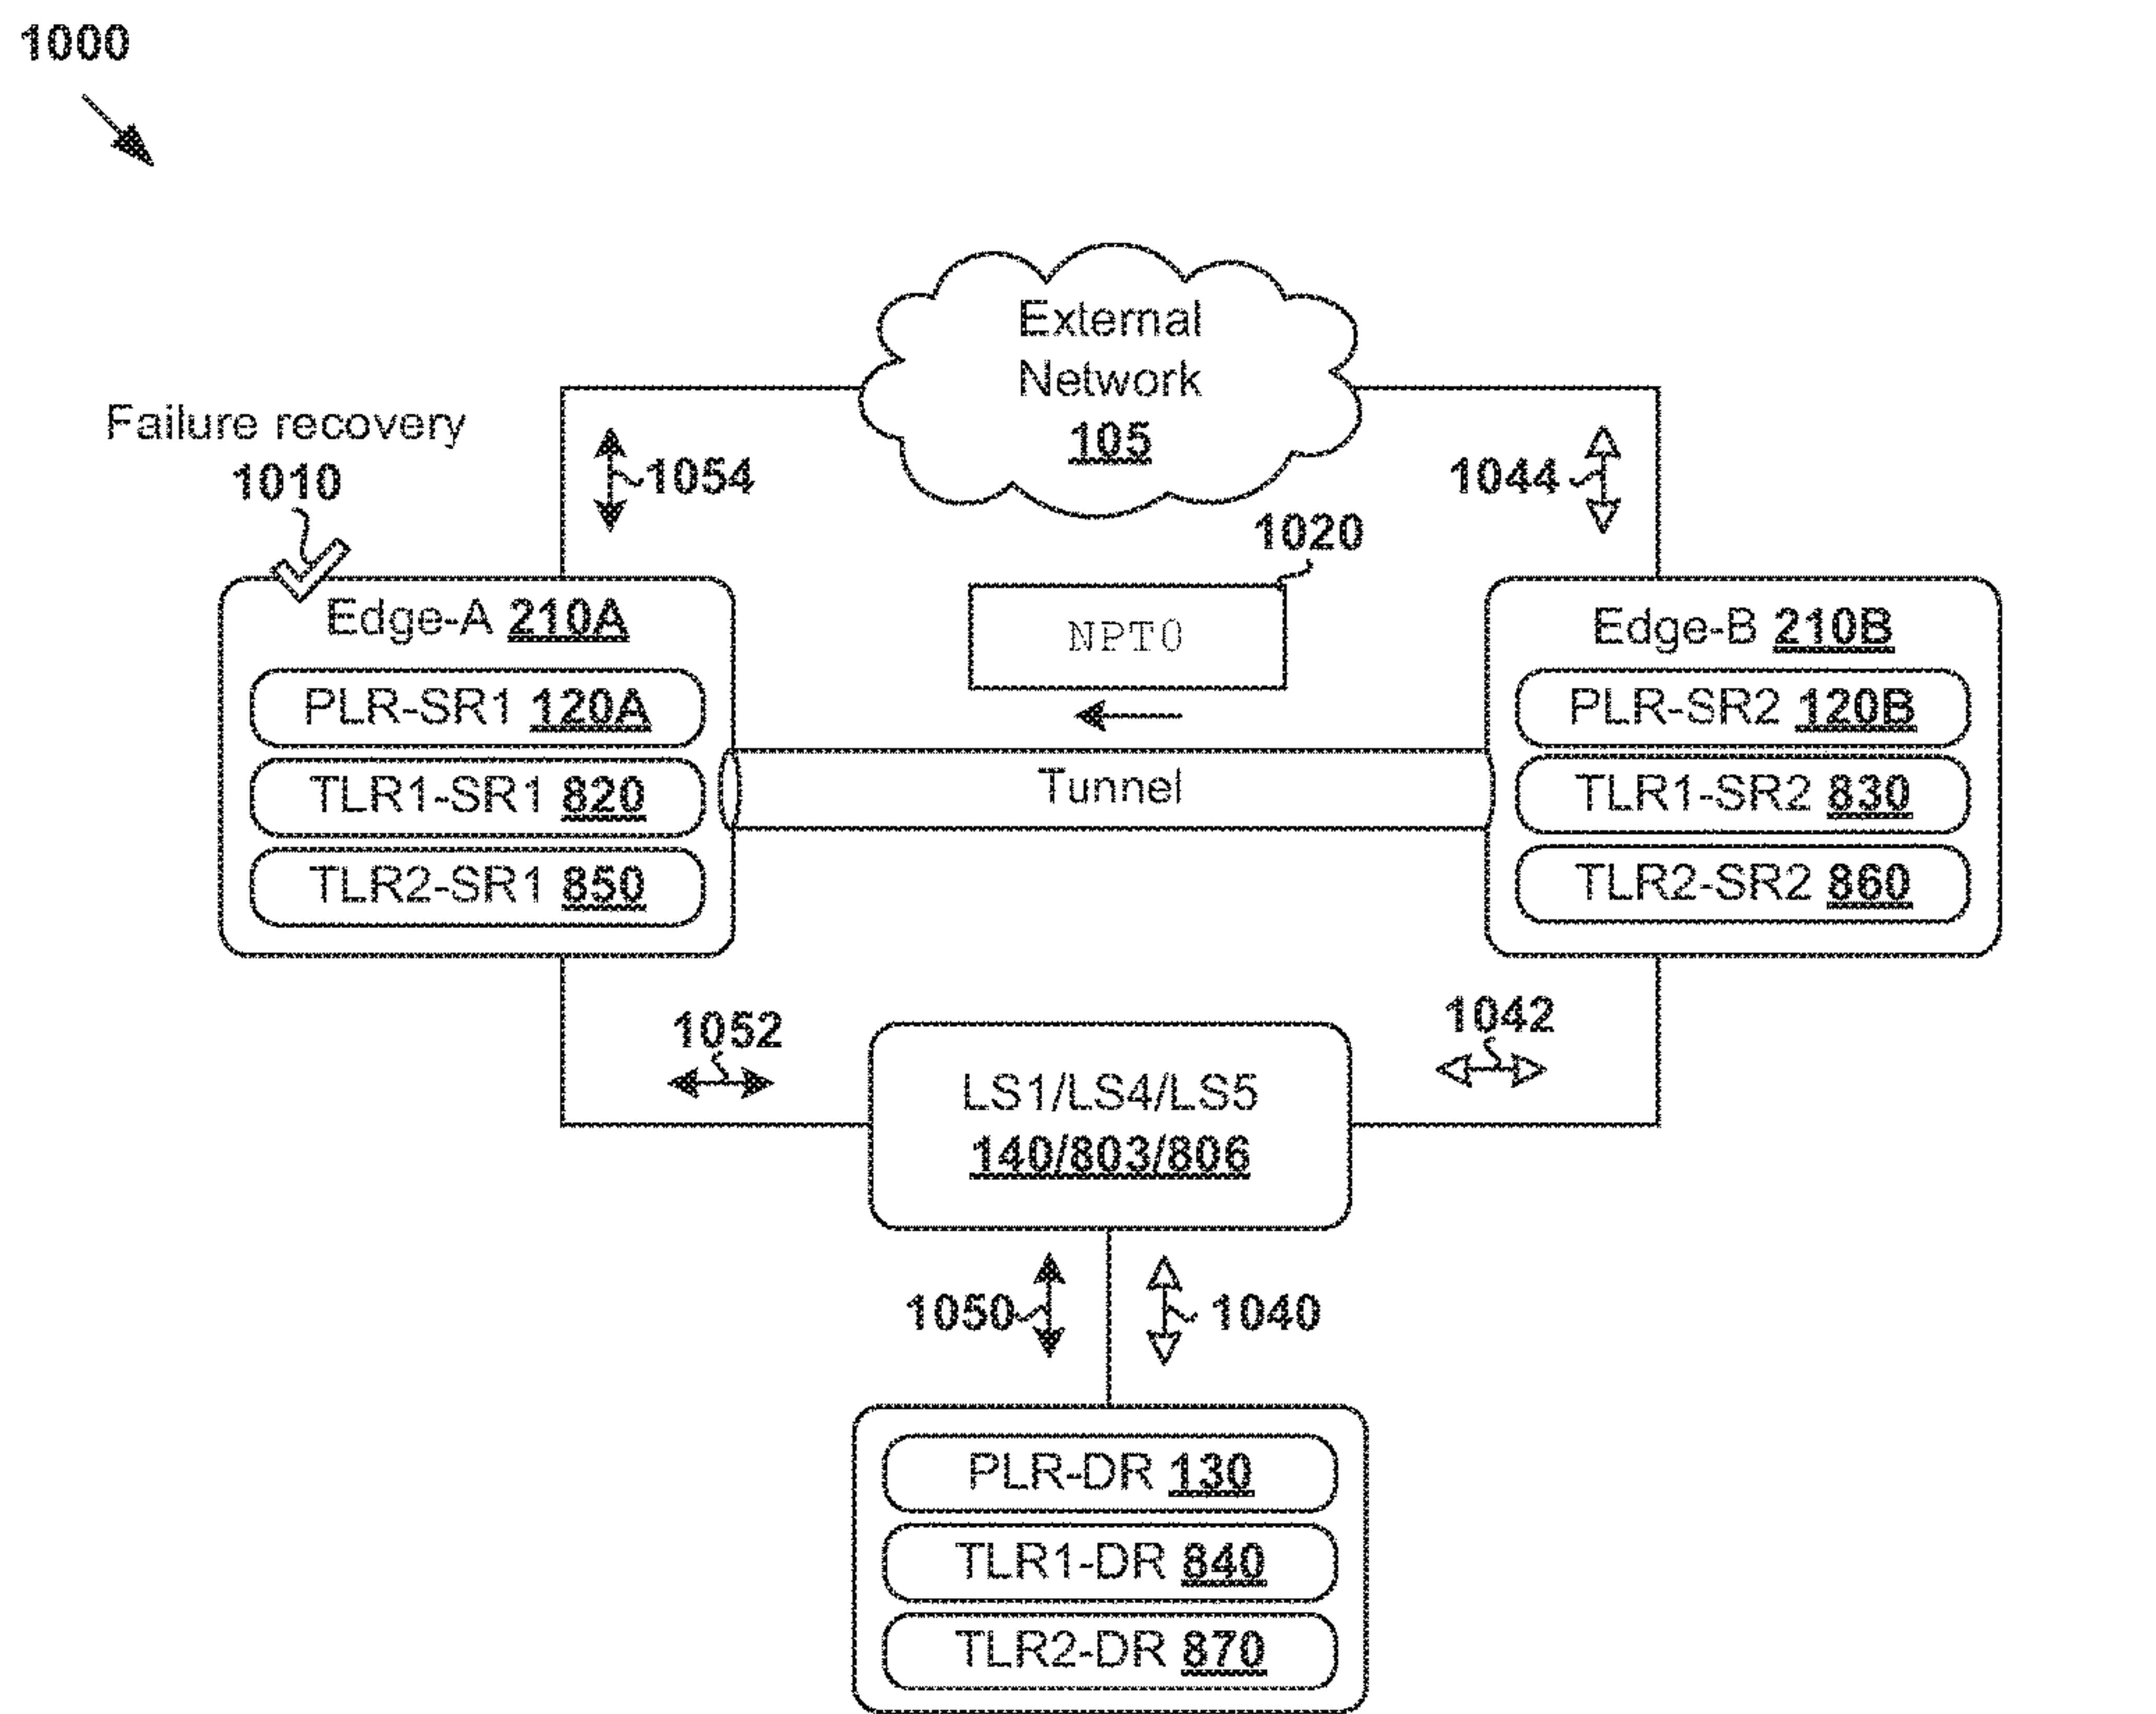 1000
External
Network
105
Failure recovery
1010
1054
1044
1020
NPT0
Edge-A 210A
PLR-SR1 120A
TLR1-SR1 820
TLR2-SR1 850
Tunnel
Edge-B 210B
PLR-SR2 120B
TLR1-SR2 830
TLR2-SR2 860
1052
1042
LS1/LS4/LS5
140/803/806
1050
1040
PLR-DR 130
TLR1-DR 840
TLR2-DR 870